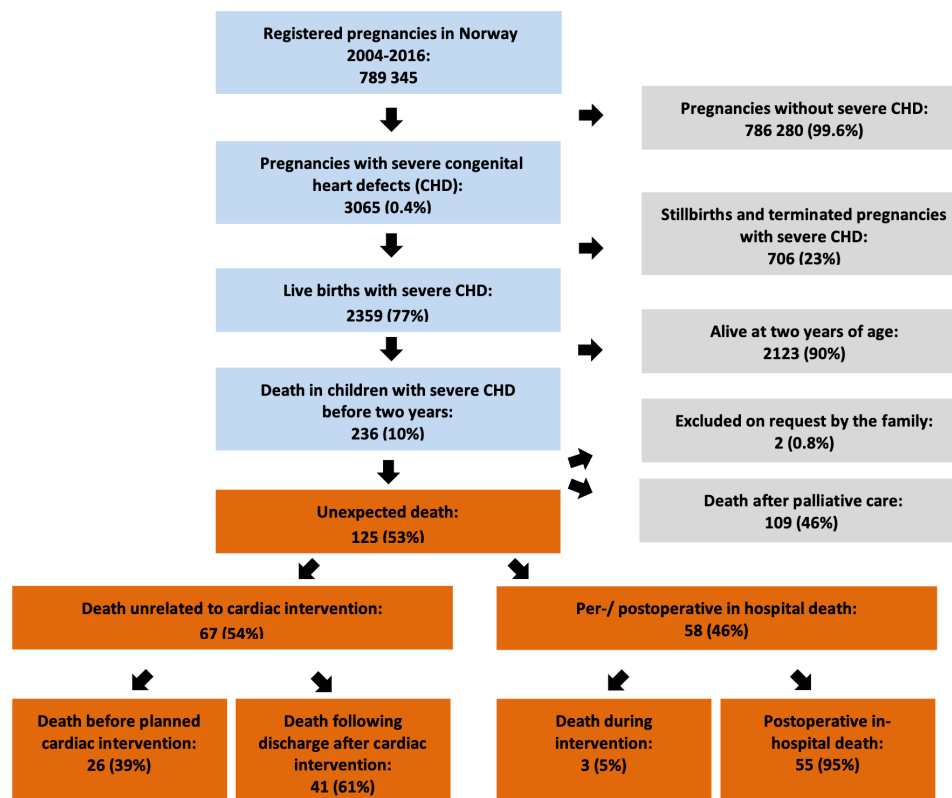 Registered pregnancies in Norway
2004-2016:
789 345
Pregnancies without severe CHD:
786 280 (99.6%)
Pregnancies with severe congenital
heart defects (CHD):
3065 (0.4%)
Stillbirths and terminated pregnancies
with severe CHD:
706 (23%)
Live births with severe CHD:
2359 (77%)
Alive at two years of age:
2123 (90%)
Death in children with severe CHD
before two years:
236 (10%)
Excluded on request by the family:
2 (0.8%)
Death after palliative care:
109 (46%)
Unexpected death:
125 (53%)
Death unrelated to cardiac intervention:
67 (54%)
Per-/ postoperative in hospital death:
58 (46%)
Death before planned
cardiac intervention:
26 (39%)
Death following
discharge after cardiac
intervention:
41 (61%)
Death during
intervention:
3 (5%)
Postoperative in-
hospital death:
55 (95%)